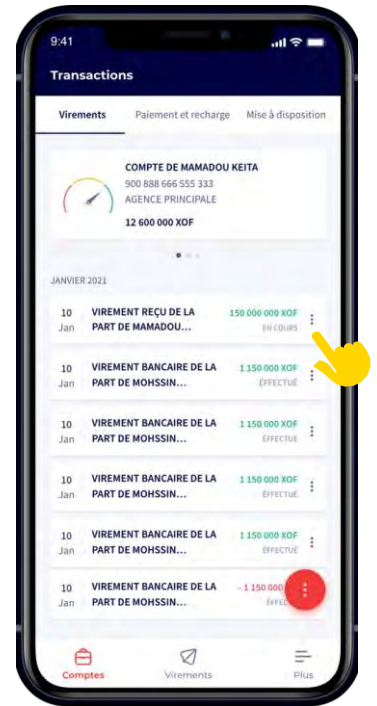 9:41
Transactions
Virements Paiement et recharge Mise à disposition
COMPTE DE MAMADOU KEITA
900 888 666 555 333
AGENCE PRINCIPALE
12 600 000 XOF
JANVIER 2021
10 VIREMENT REÇU DE LA 150 000 000 XOF
Jan PART DE MAMADOU... EN COURS
10 VIREMENT BANCAIRE DE LA 1 150 000 XOF
Jan PART DE MOHSSIN... ÉFFECTUÉ
10 VIREMENT BANCAIRE DE LA 1 150 000 XOF
Jan PART DE MOHSSIN... ÉFFECTUÉ
10 VIREMENT BANCAIRE DE LA 1 150 000 XOF
Jan PART DE MOHSSIN... ÉFFECTUÉ
10 VIREMENT BANCAIRE DE LA 1 150 000 XOF
Jan PART DE MOHSSIN... ÉFFECTUÉ
10 VIREMENT BANCAIRE DE LA - 1 150 000
Jan PART DE MOHSSIN...
Comptes Virements Plus